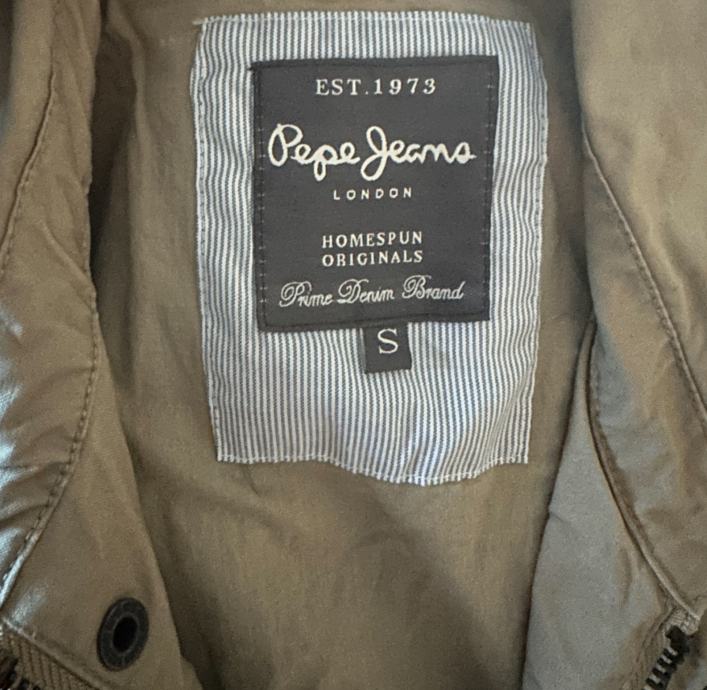 EST.1973
Pepe Jeans
LONDON
HOMESPUN
ORIGINALS
Prime Denim Brand
S